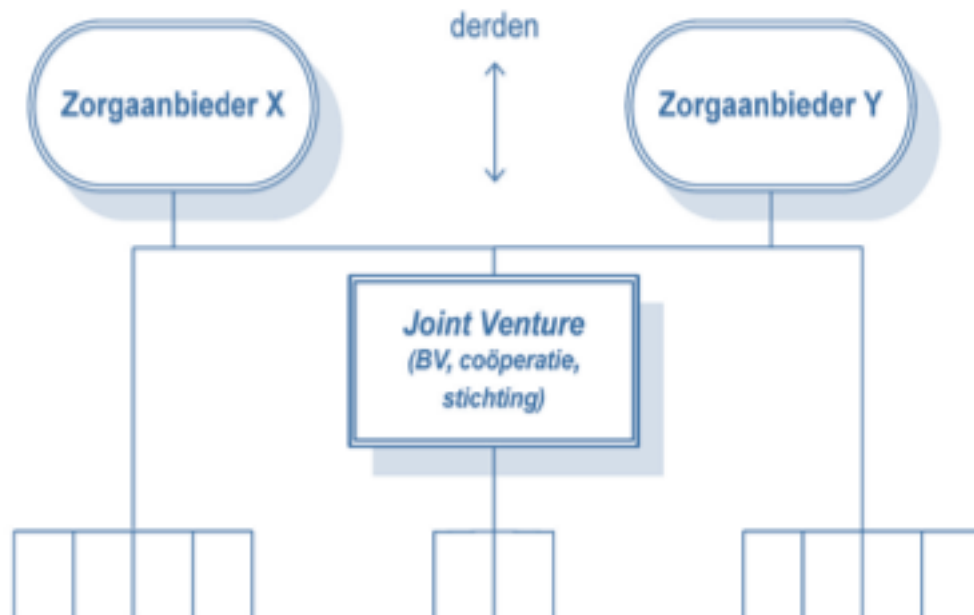 derden
Zorgaanbieder X
Zorgaanbieder Y
Joint Venture
(BV, coöperatie,
stichting)